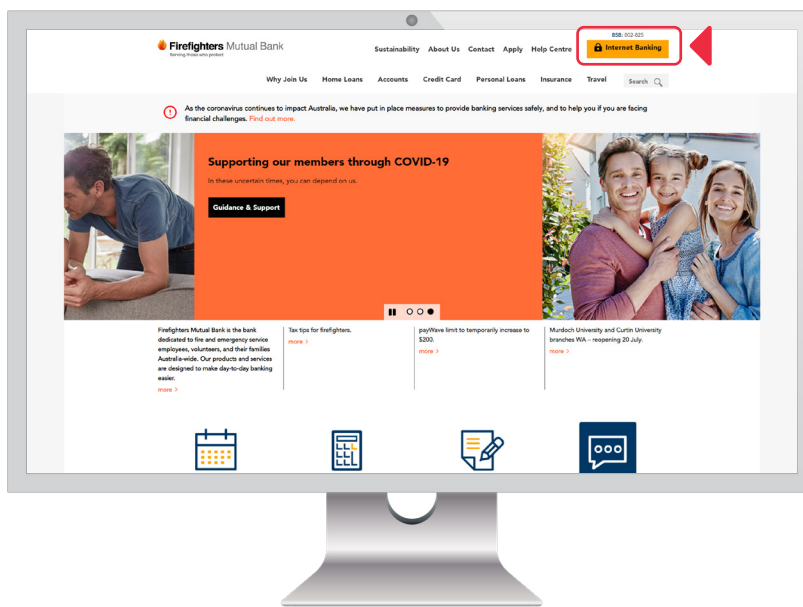 BSB: 802-825
Firefighters Mutual Bank
Serving those who protect
Sustainability About Us Contact Apply Help Centre Internet Banking
Why Join Us Home Loans Accounts Credit Card Personal Loans Insurance Travel Search
As the coronavirus continues to impact Australia, we have put in place measures to provide banking services safely, and to help you if you are facing
financial challenges. Find out more.
Supporting our members through COVID-19
In these uncertain times, you can depend on us.
Guidance & Support
Firefighters Mutual Bank is the bank
dedicated to fire and emergency service
employees, volunteers, and their families
Australia-wide. Our products and services
are designed to make day-to-day banking
easier.
more >
Tax tips for firefighters.
more >
payWave limit to temporarily increase to
$200.
more >
Murdoch University and Curtin University
branches WA – reopening 20 July.
more >